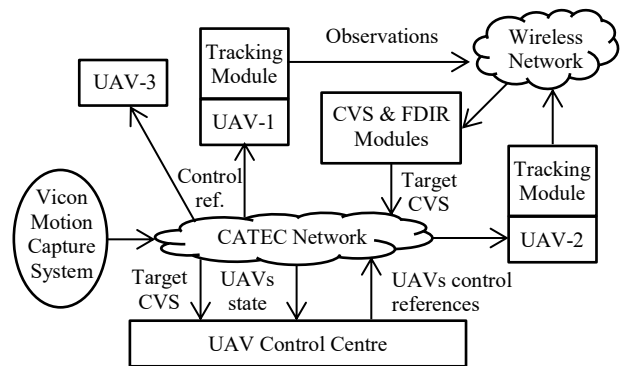 Tracking
Module
UAV-1
Observations
Wireless
Network
UAV-3
CVS & FDIR
Modules
Tracking
Module
UAV-2
Control
ref.
Target
CVS
Vicon
Motion
Capture
System
CATEC Network
Target
CVS
UAVs
state
UAVs control
references
UAV Control Centre